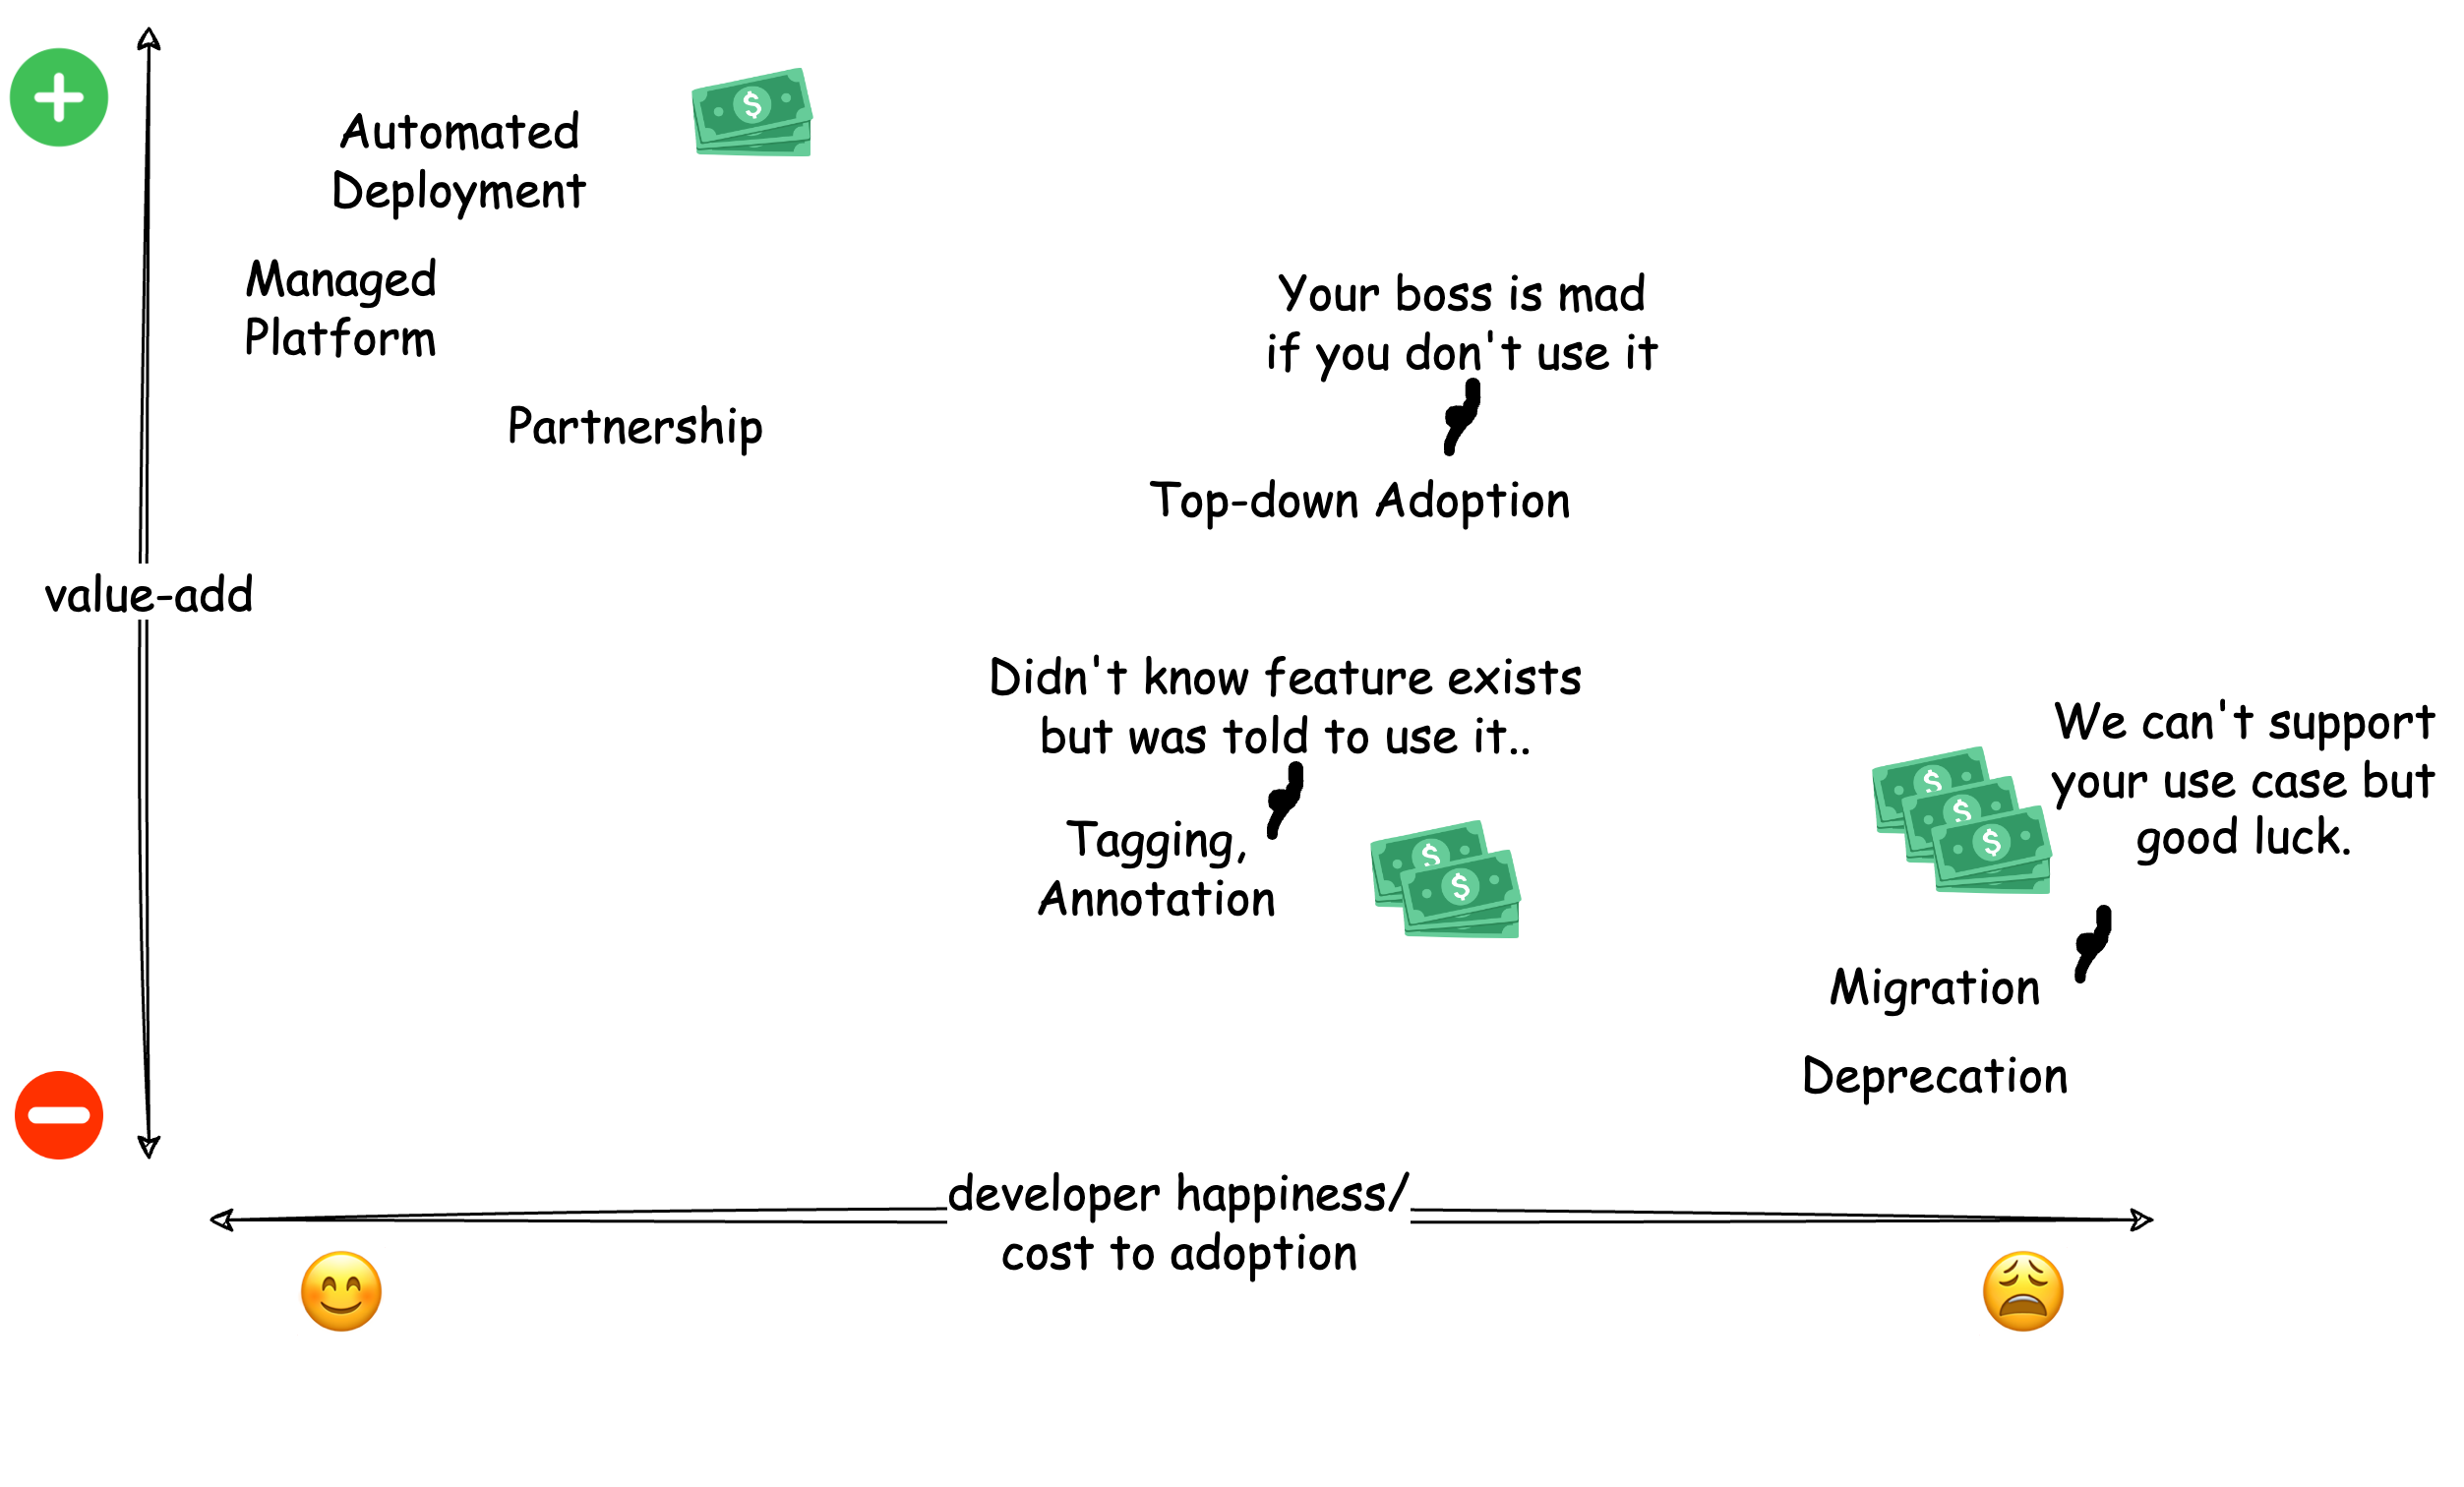 Automated
Deployment
Managed
Platform
Partnership
Your boss is mad
if you don't use it
Top-down Adoption
value-add
Didn't know feature exists
but was told to use it..
Tagging,
Annotation
We can't support
your use case but
good luck.
Migration
Deprecation
developer happiness/
cost to adoption